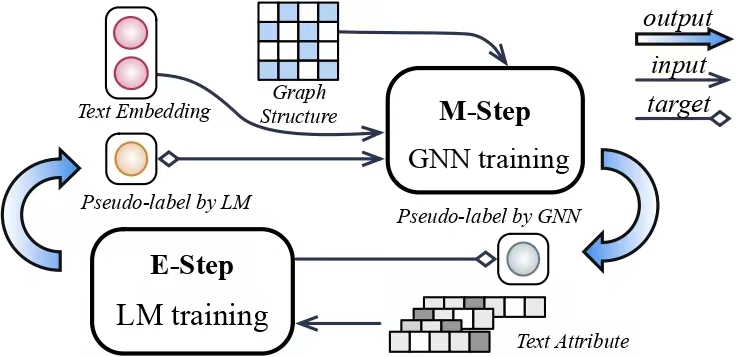 output
input
target
Text Embedding
Graph
Structure
M-Step
GNN training
Pseudo-label by LM
Pseudo-label by GNN
E-Step
LM training
Text Attribute